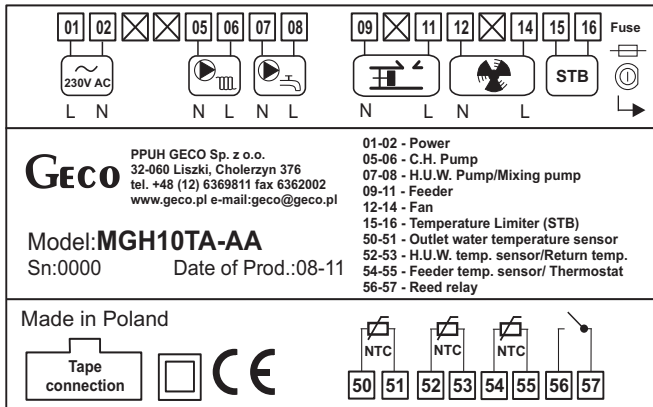 01 02 05 06 07 08 09 11 12 14 15 16 Fuse
230V AC STB
L N N L N L N L N L
GECO
PPUH GECO Sp. z o.o.
32-060 Liszki, Cholerzyn 376
tel. +48 (12) 6369811 fax 6362002
www.geco.pl e-mail:geco@geco.pl
Model:MGH10TA-AA
Sn:0000 Date of Prod.:08-11
01-02 - Power
05-06 - C.H. Pump
07-08 - H.U.W. Pump/Mixing pump
09-11 - Feeder
12-14 - Fan
15-16 - Temperature Limiter (STB)
50-51 - Outlet water temperature sensor
52-53 - H.U.W. temp. sensor/Return temp.
54-55 - Feeder temp. sensor/ Thermostat
56-57 - Reed relay
Made in Poland
Tape
connection
CE
NTC NTC NTC
50 51 52 53 54 55 56 57